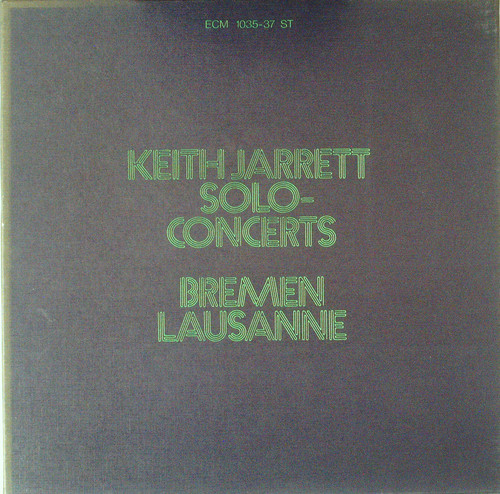 ECM 1035-37 ST
KEITH JARRETT
SOLO-
CONCERTS
BREMEN
LAUSANNE